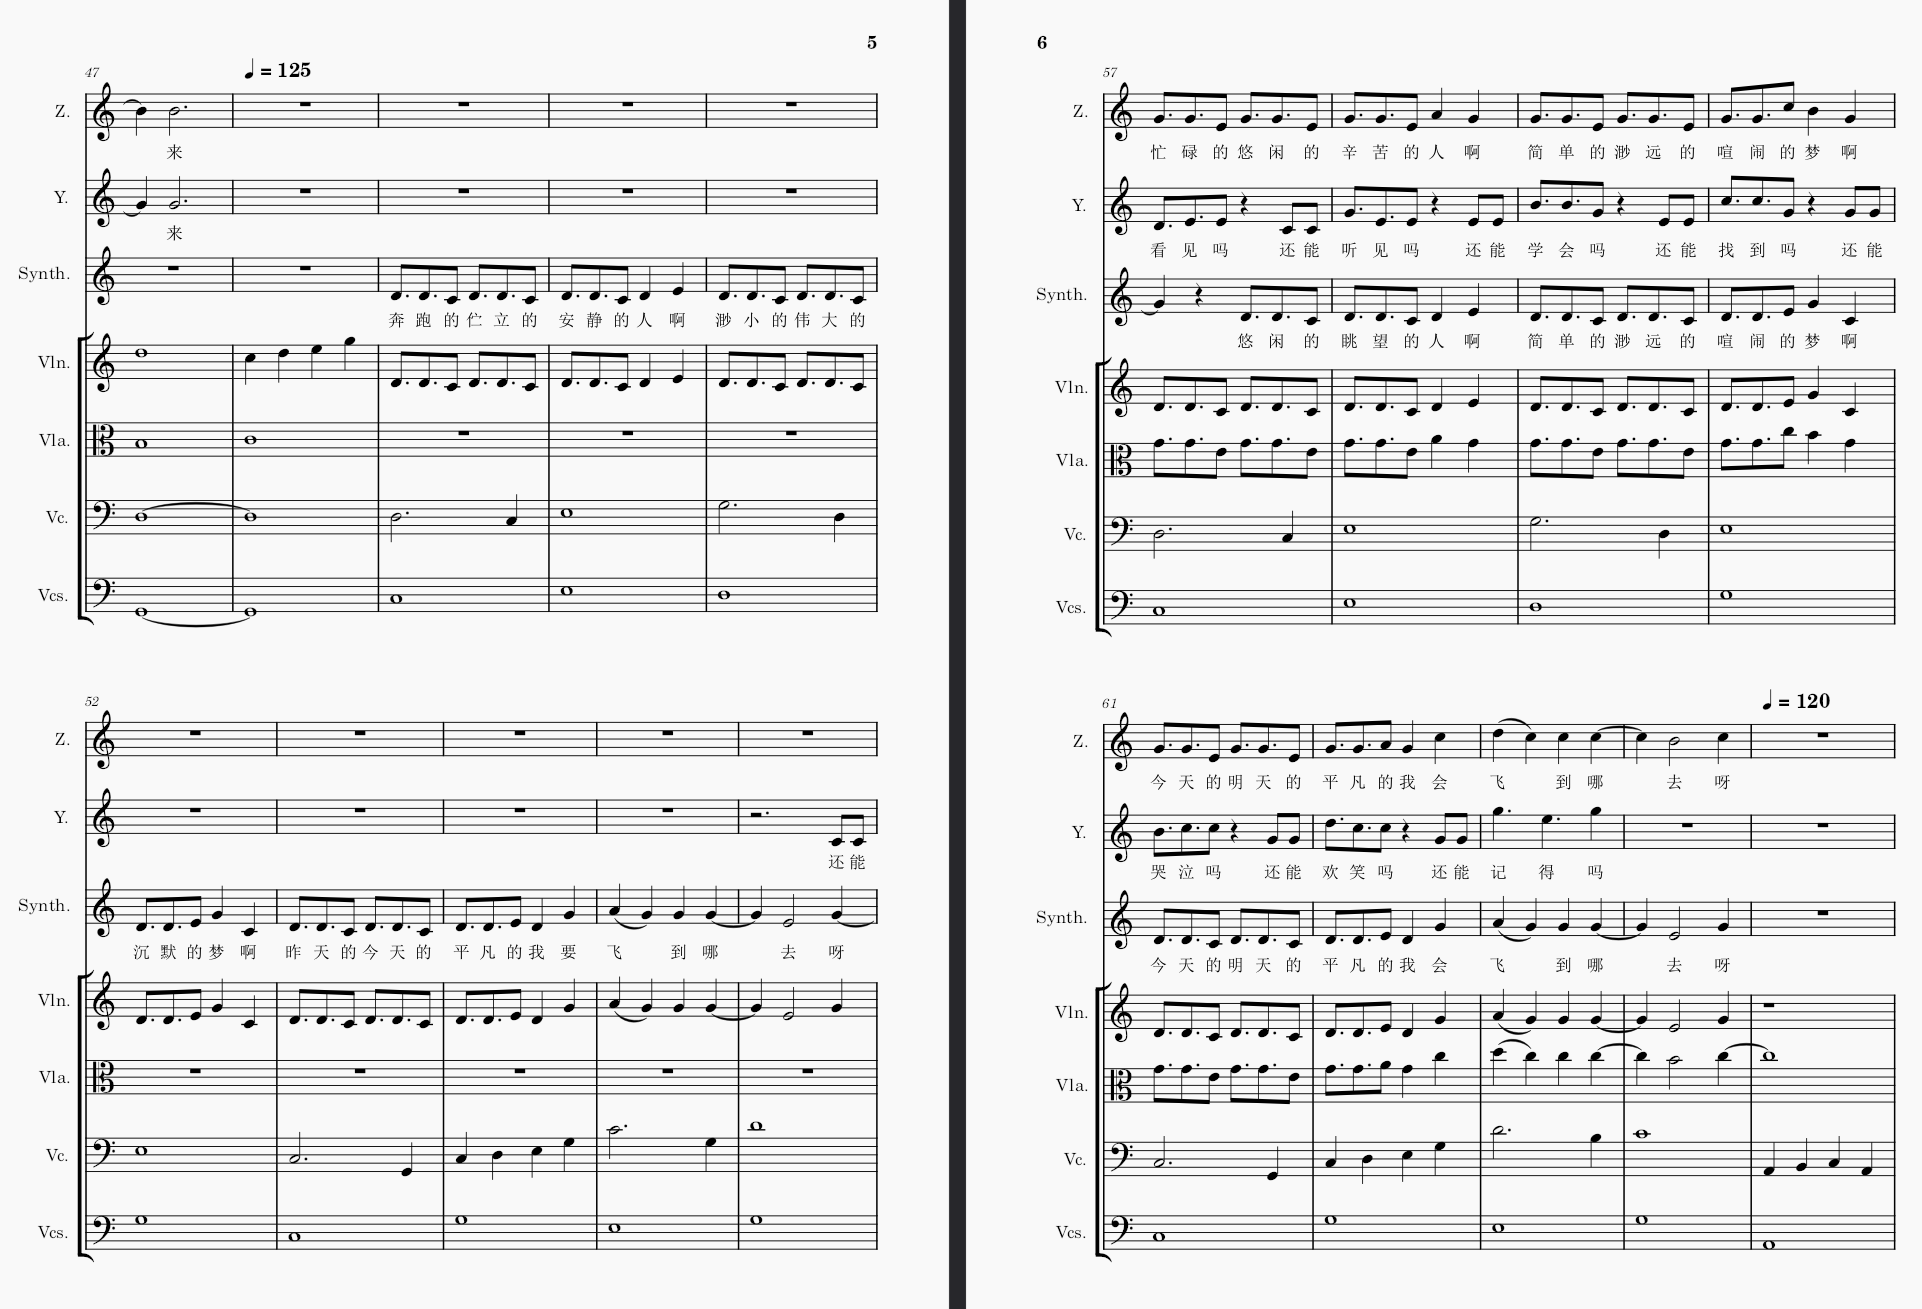 5
47
♩ = 125
Z.
来
Y.
来
Synth.
奔 跑 的 伫 立 的 安 静 的 人 啊 渺 小 的 伟 大 的
Vln.
Vla.
Vc.
Vcs.
52
Z.
Y.
还 能
Synth.
沉 默 的 梦 啊 昨 天 的 今 天 的 平 凡 的 我 要 飞 到 哪 去 呀
Vln.
Vla.
Vc.
Vcs.
6
57
Z.
忙 碌 的 悠 闲 的 辛 苦 的 人 啊 简 单 的 渺 远 的 喧 闹 的 梦 啊
Y.
看 见 吗 还 能 听 见 吗 还 能 学 会 吗 还 能 找 到 吗 还 能
Synth.
悠 闲 的 眺 望 的 人 啊 简 单 的 渺 远 的 喧 闹 的 梦 啊
Vln.
Vla.
Vc.
Vcs.
61
♩ = 120
Z.
今 天 的 明 天 的 平 凡 的 我 会 飞 到 哪 去 呀
Y.
哭 泣 吗 还 能 欢 笑 吗 还 能 记 得 吗
Synth.
今 天 的 明 天 的 平 凡 的 我 会 飞 到 哪 去 呀
Vln.
Vla.
Vc.
Vcs.